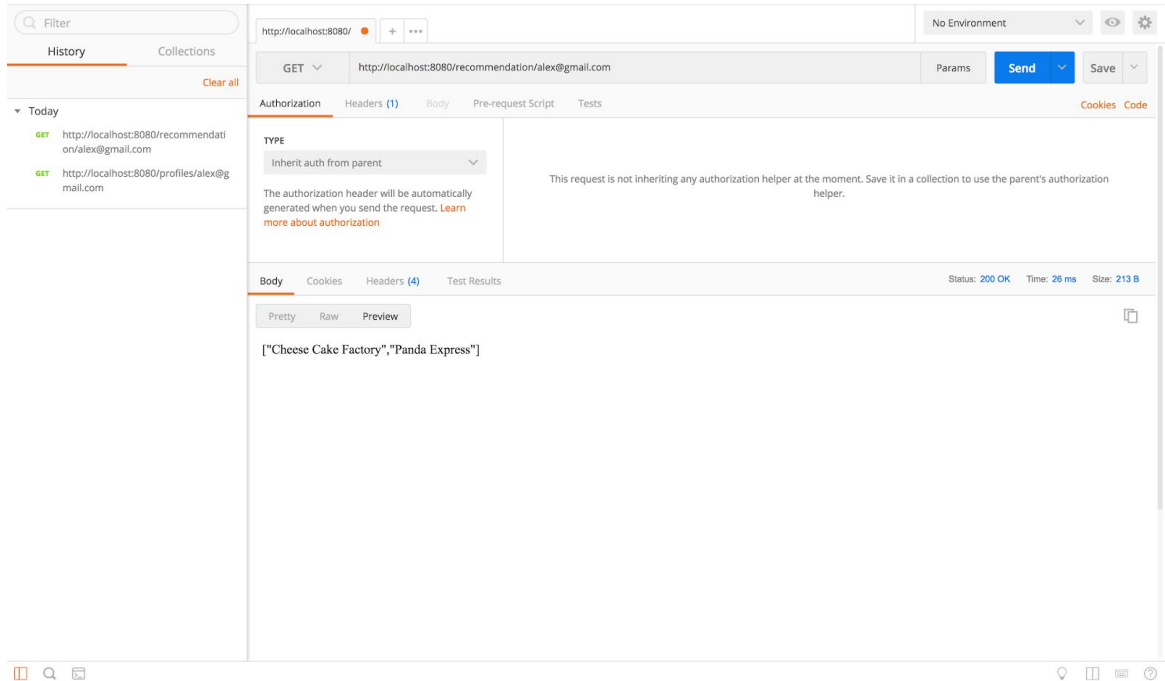 Filter
History Collections
Clear all
Today
GET http://localhost:8080/recommendati
on/alex@gmail.com
GET http://localhost:8080/profiles/alex@g
mail.com
http://localhost:8080/
No Environment
GET http://localhost:8080/recommendation/alex@gmail.com Params Send Save
Authorization Headers (1) Body Pre-request Script Tests Cookies Code
TYPE
Inherit auth from parent
The authorization header will be automatically
generated when you send the request. Learn
more about authorization
This request is not inheriting any authorization helper at the moment. Save it in a collection to use the parent's authorization
helper.
Body Cookies Headers (4) Test Results Status: 200 OK Time: 26 ms Size: 213 B
Pretty Raw Preview
["Cheese Cake Factory","Panda Express"]